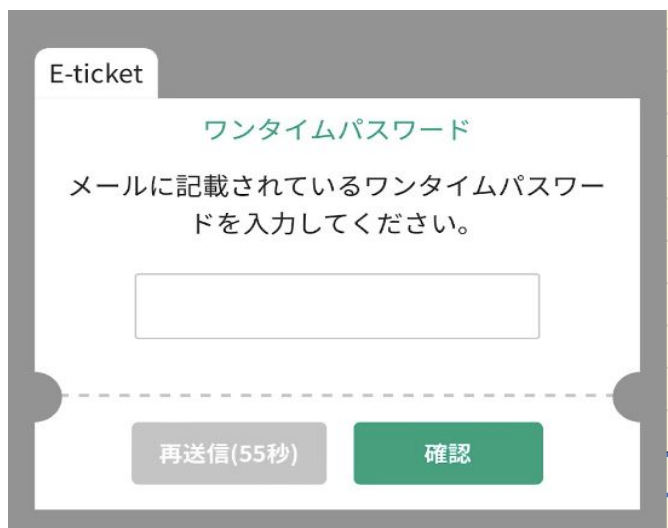 E-ticket
ワンタイムパスワード
メールに記載されているワンタイムパスワー
ドを入力してください。
再送信(55秒)
確認